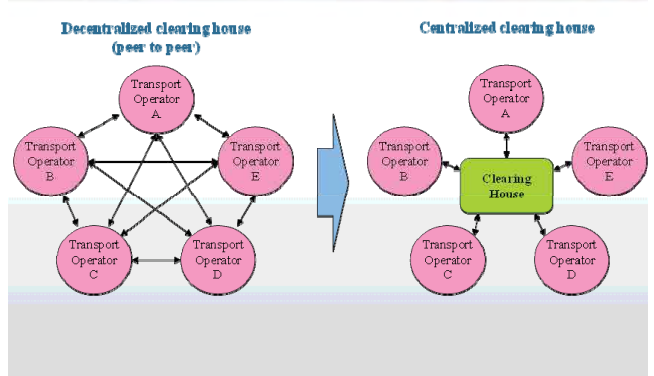 Decentralized clearing house
(peer to peer)
Transport
Operator
A
Transport
Operator
B
Transport
Operator
E
Transport
Operator
C
Transport
Operator
D
Centralized clearing house
Transport
Operator
A
Transport
Operator
B
Transport
Operator
E
Clearing
House
Transport
Operator
C
Transport
Operator
D